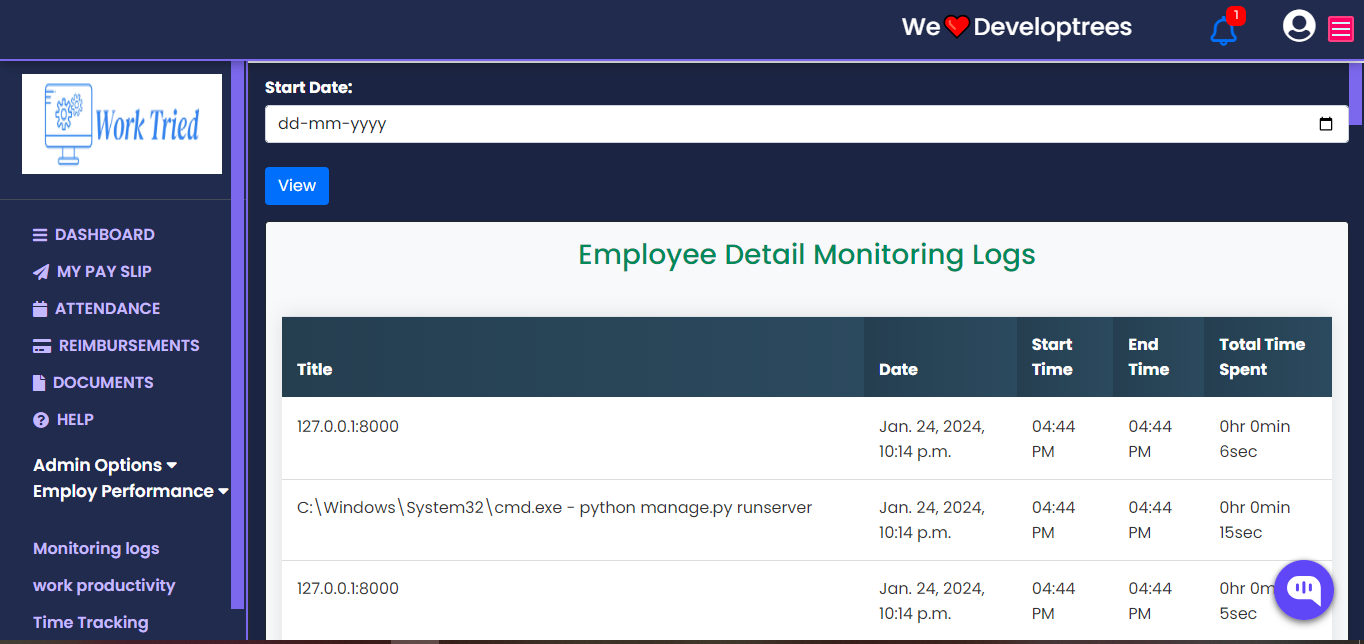 We Developtrees
1
Work Tried
DASHBOARD
MY PAY SLIP
ATTENDANCE
REIMBURSEMENTS
DOCUMENTS
HELP
Admin Options
Employ Performance
Monitoring logs
work productivity
Time Tracking
Start Date:
dd-mm-yyyy
View
Employee Detail Monitoring Logs
Title Date Start Time End Time Total Time Spent
127.0.0.1:8000 Jan. 24, 2024, 10:14 p.m. 04:44 PM 04:44 PM 0hr 0min 6sec
C:\Windows\System32\cmd.exe - python manage.py runserver Jan. 24, 2024, 10:14 p.m. 04:44 PM 04:44 PM 0hr 0min 15sec
127.0.0.1:8000 Jan. 24, 2024, 10:14 p.m. 04:44 PM 04:44 PM 0hr 0m 5sec